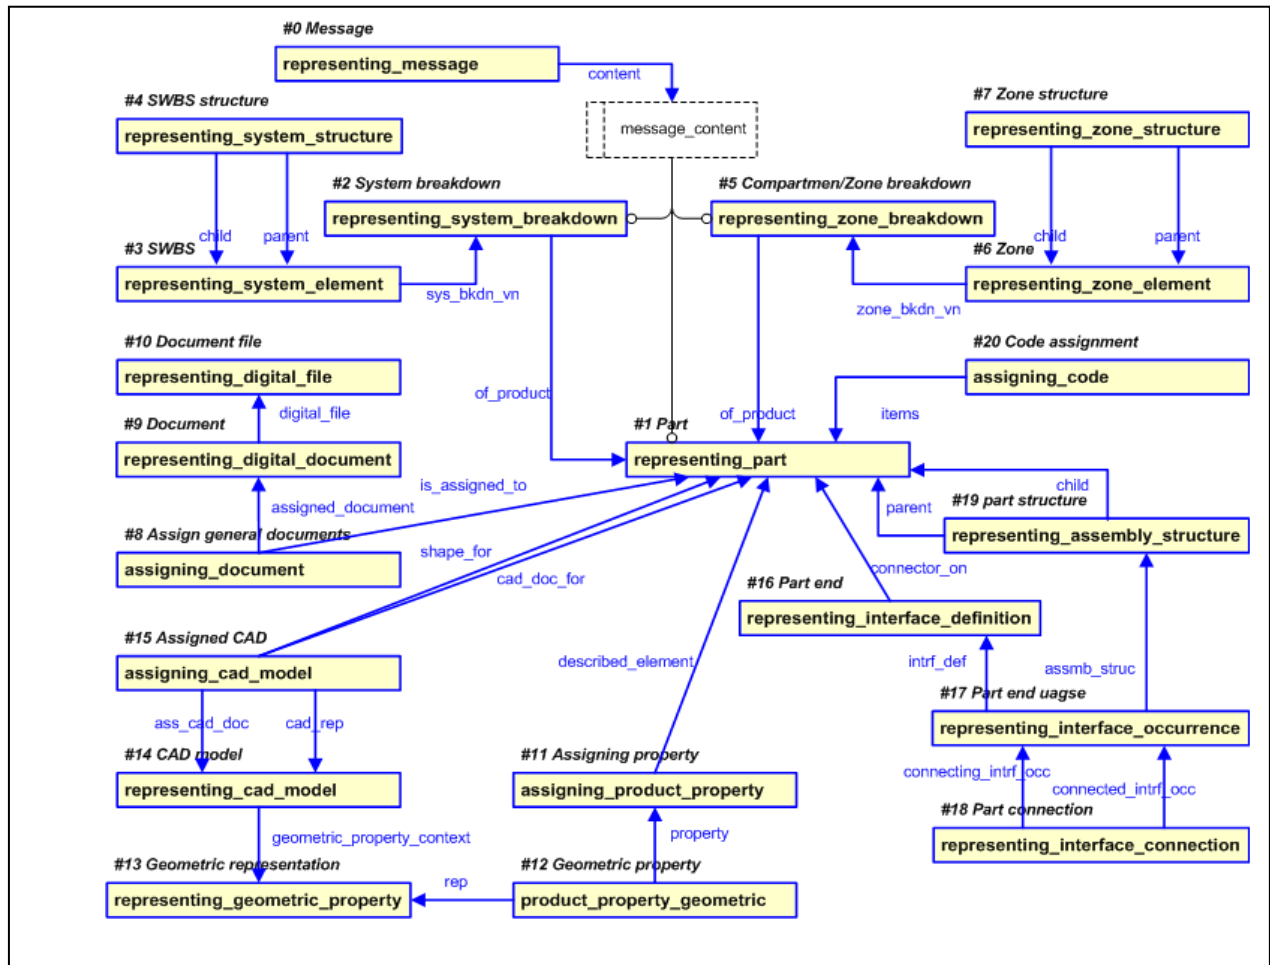 #0 Message
representing_message
content
#4 SWBS structure
representing_system_structure
message_content
#7 Zone structure
representing_zone_structure
#2 System breakdown
representing_system_breakdown
#5 Compartmen/Zone breakdown
representing_zone_breakdown
child
parent
child
parent
#3 SWBS
representing_system_element
sys_bkdn_vn
#6 Zone
representing_zone_element
zone_bkdn_vn
#10 Document file
representing_digital_file
#20 Code assignment
assigning_code
of_product
digital_file
of_product
items
#9 Document
representing_digital_document
#1 Part
representing_part
is_assigned_to
child
assigned_document
parent
#19 part structure
representing_assembly_structure
#8 Assign general documents
assigning_document
shape_for
cad_doc_for
connector_on
#16 Part end
representing_interface_definition
#15 Assigned CAD
assigning_cad_model
described_element
intrf_def
assmb_struc
ass_cad_doc
cad_rep
#17 Part end uagse
representing_interface_occurrence
#14 CAD model
representing_cad_model
#11 Assigning property
assigning_product_property
connecting_intrf_occ
connected_intrf_occ
#18 Part connection
representing_interface_connection
geometric_property_context
property
#13 Geometric representation
representing_geometric_property
rep
#12 Geometric property
product_property_geometric